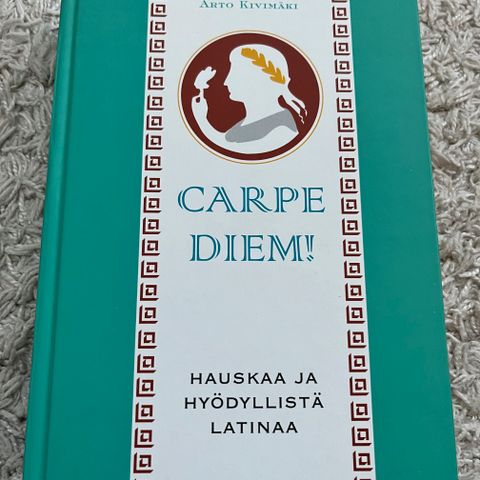 Arto Kivimäki
CARPE
DIEM!
HAUSKAA JA
HYÖDYLLISTÄ
LATINAA